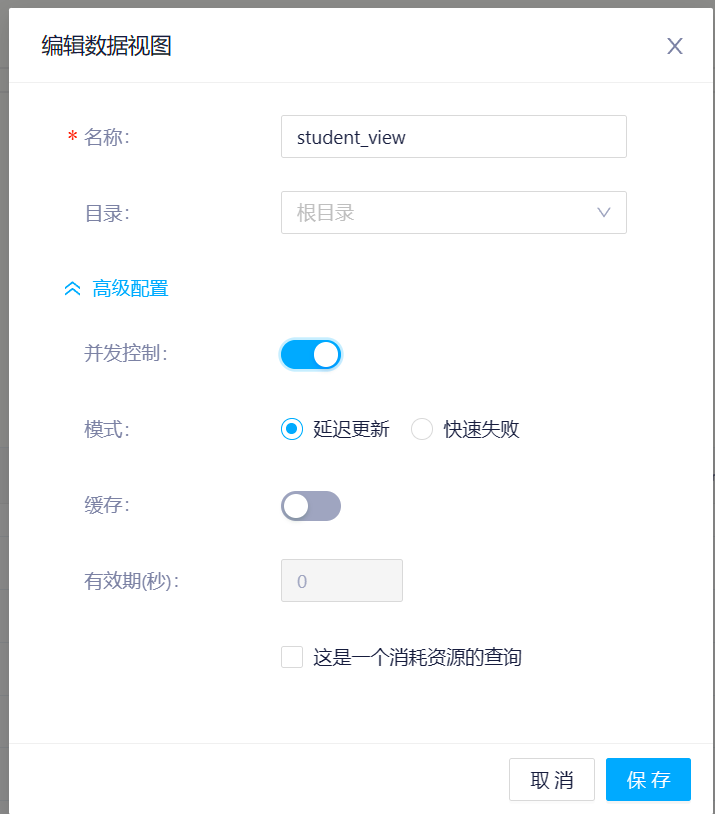 编辑数据视图
* 名称: student_view
目录: 根目录
高级配置
并发控制:
模式: 延迟更新 快速失败
缓存:
有效期(秒): 0
这是一个消耗资源的查询
取 消 保 存